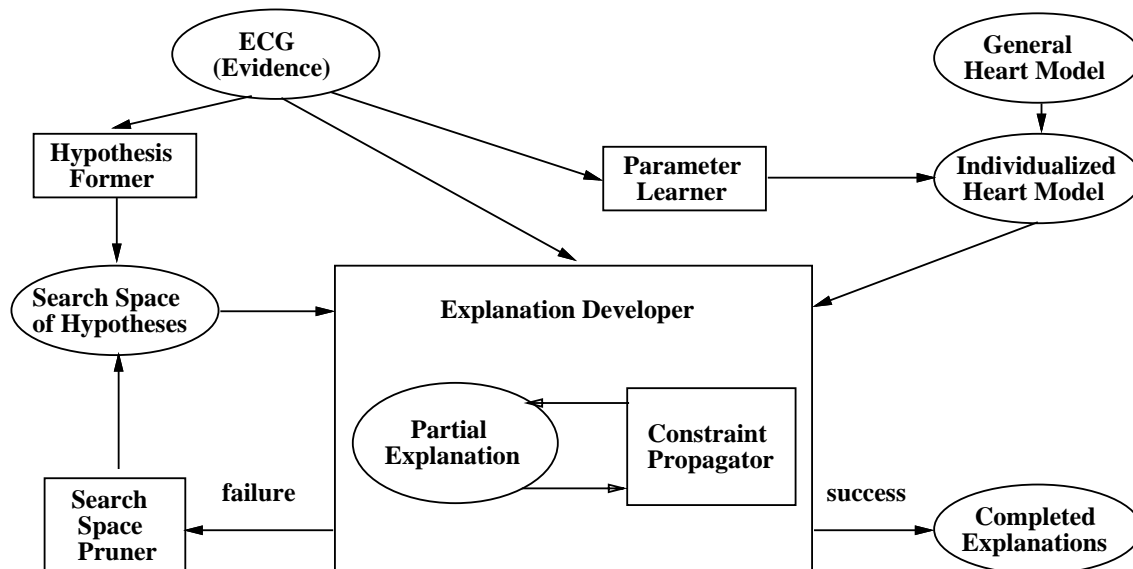 ECG
(Evidence)
General
Heart Model
Hypothesis
Former
Parameter
Learner
Individualized
Heart Model
Search Space
of Hypotheses
Explanation Developer
Partial
Explanation
Constraint
Propagator
failure
success
Search
Space
Pruner
Completed
Explanations